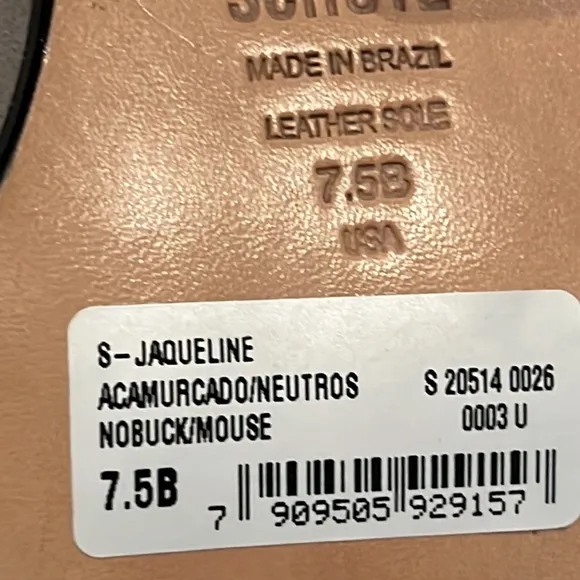 SCHUTZ
MADE IN BRAZIL
LEATHER SOLE
7.5B
USA
S-JAQUELINE
ACAMURCADO/NEUTROS
NOBUCK/MOUSE
S 20514 0026
0003 U
7.5B
7 909505 929157